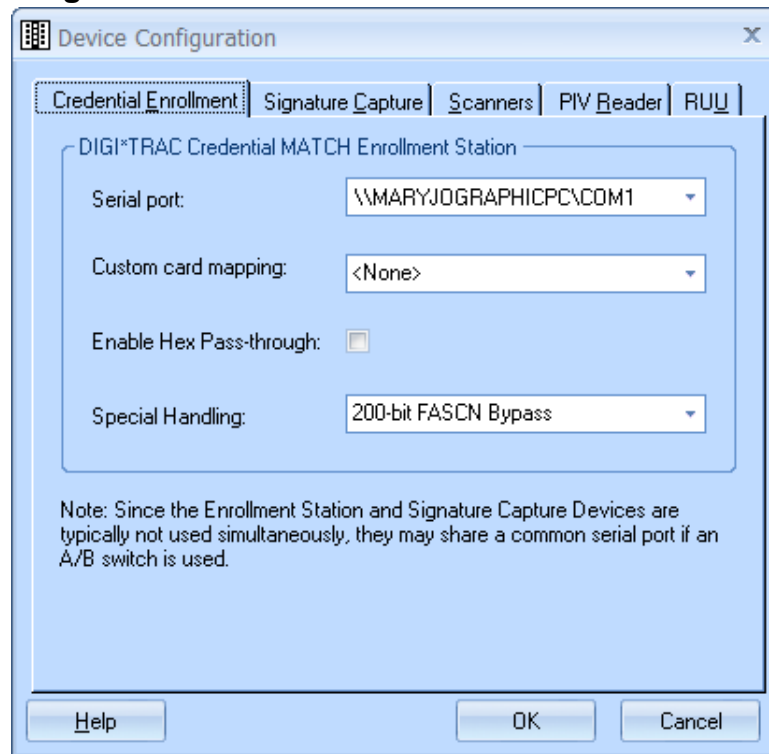 Device Configuration
x
Credential Enrollment Signature Capture Scanners PIV Reader RUU
DIGI*TRAC Credential MATCH Enrollment Station
Serial port: \\MARYJOGRAPHICPC\COM1
Custom card mapping: <None>
Enable Hex Pass-through:
Special Handling: 200-bit FASCN Bypass
Note: Since the Enrollment Station and Signature Capture Devices are
typically not used simultaneously, they may share a common serial port if an
A/B switch is used.
Help OK Cancel